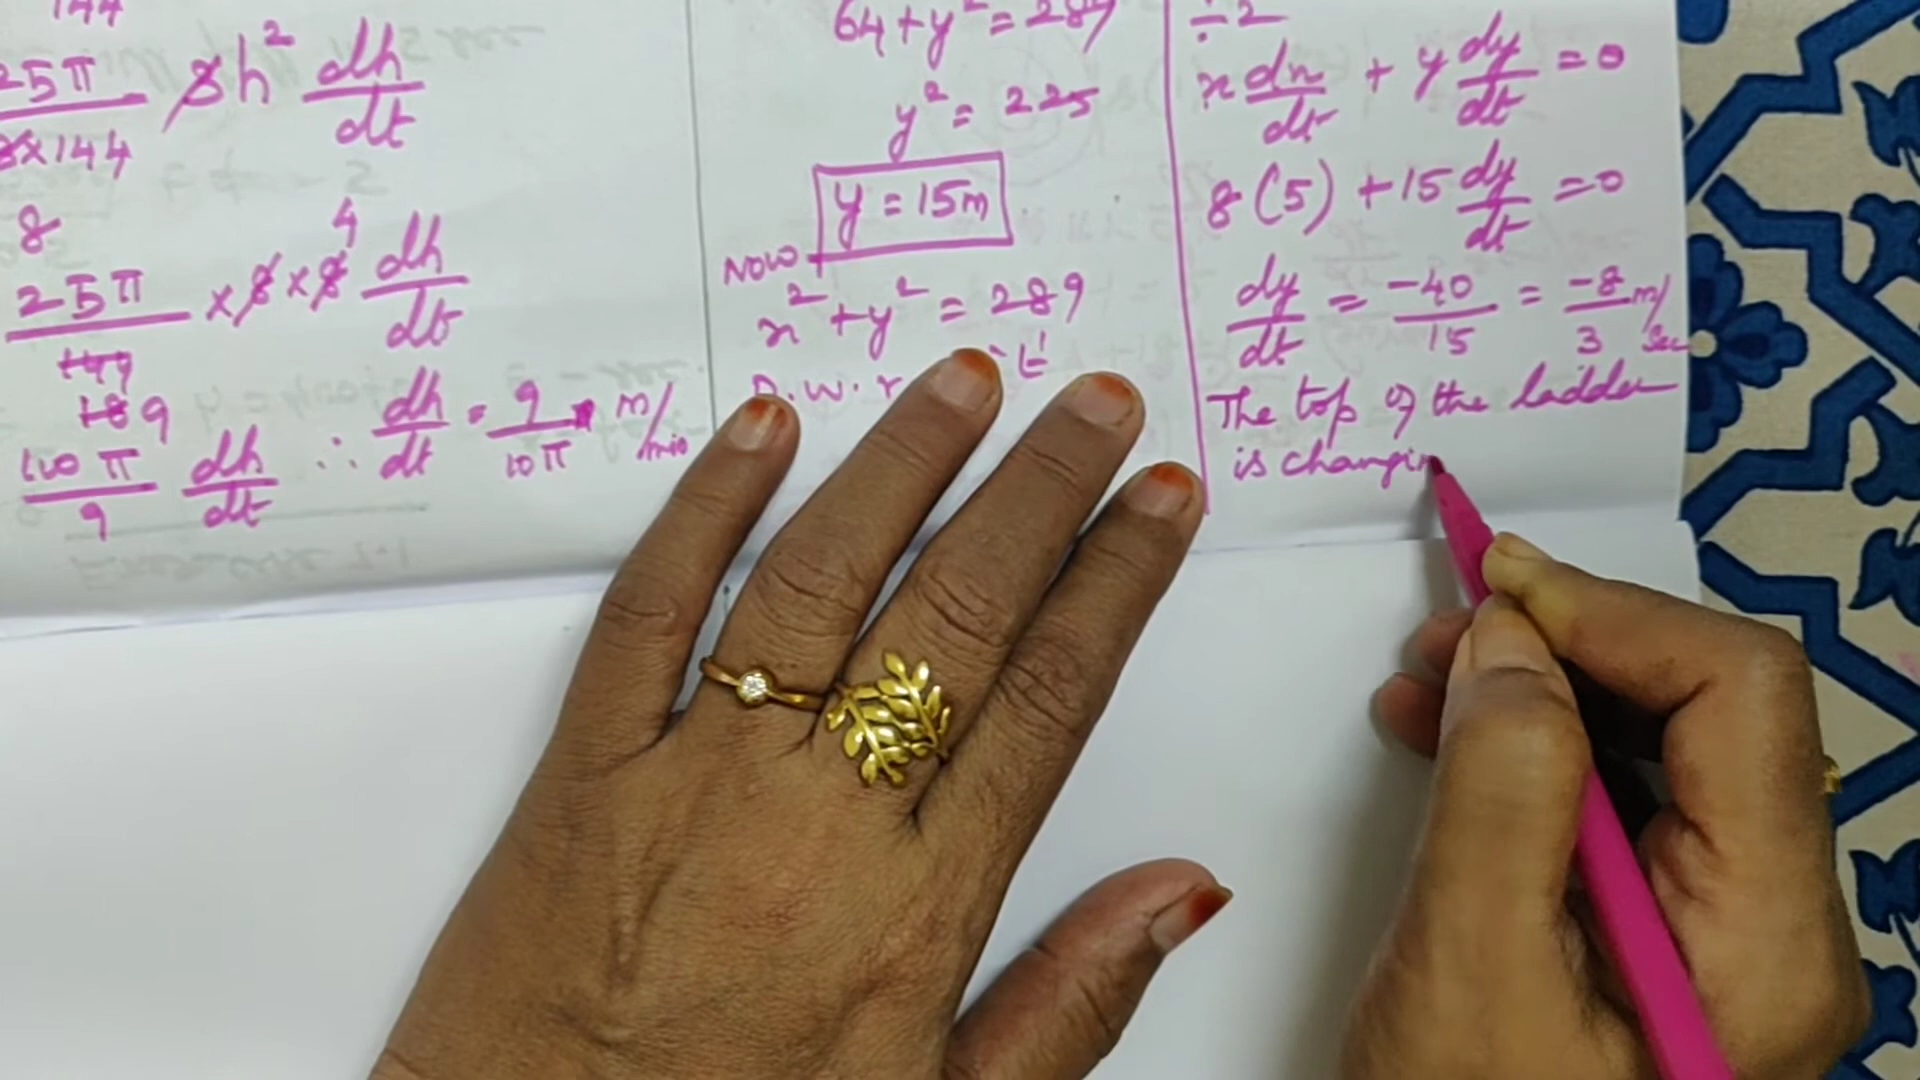 144
25π/8×144 3h² dh/dt
8
4
25π/144 × 8 × 8 dh/dt
18 9
100π/9 dh/dt ∴ dh/dt = 9/10π m/min
64 + y² = 289
y² = 225
y = 15m
Now
x² + y² = 289
D. w. r t
÷2
x dx/dt + y dy/dt = 0
8 (5) + 15 dy/dt = 0
dy/dt = -40/15 = -8/3 m/sec
The top of the ladder
is changin